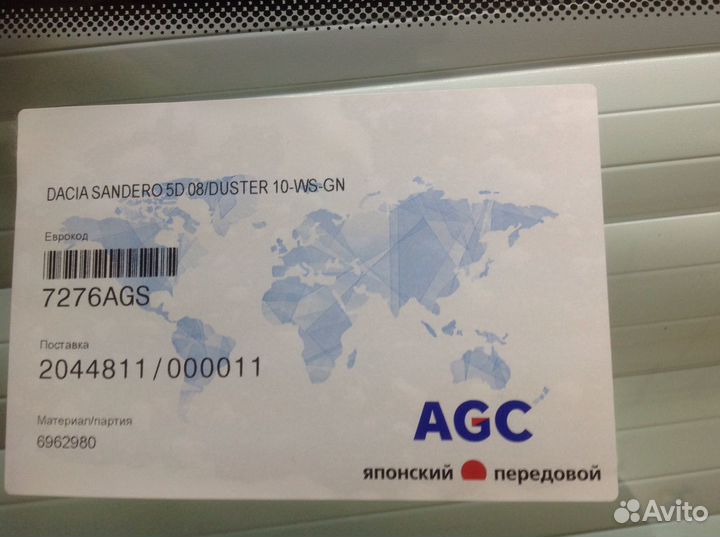 DACIA SANDERO 5D 08/DUSTER 10-WS-GN
Еврокод
7276AGS
Поставка
2044811/000011
Материал/партия
6962980
AGC
японский передовой
Avito